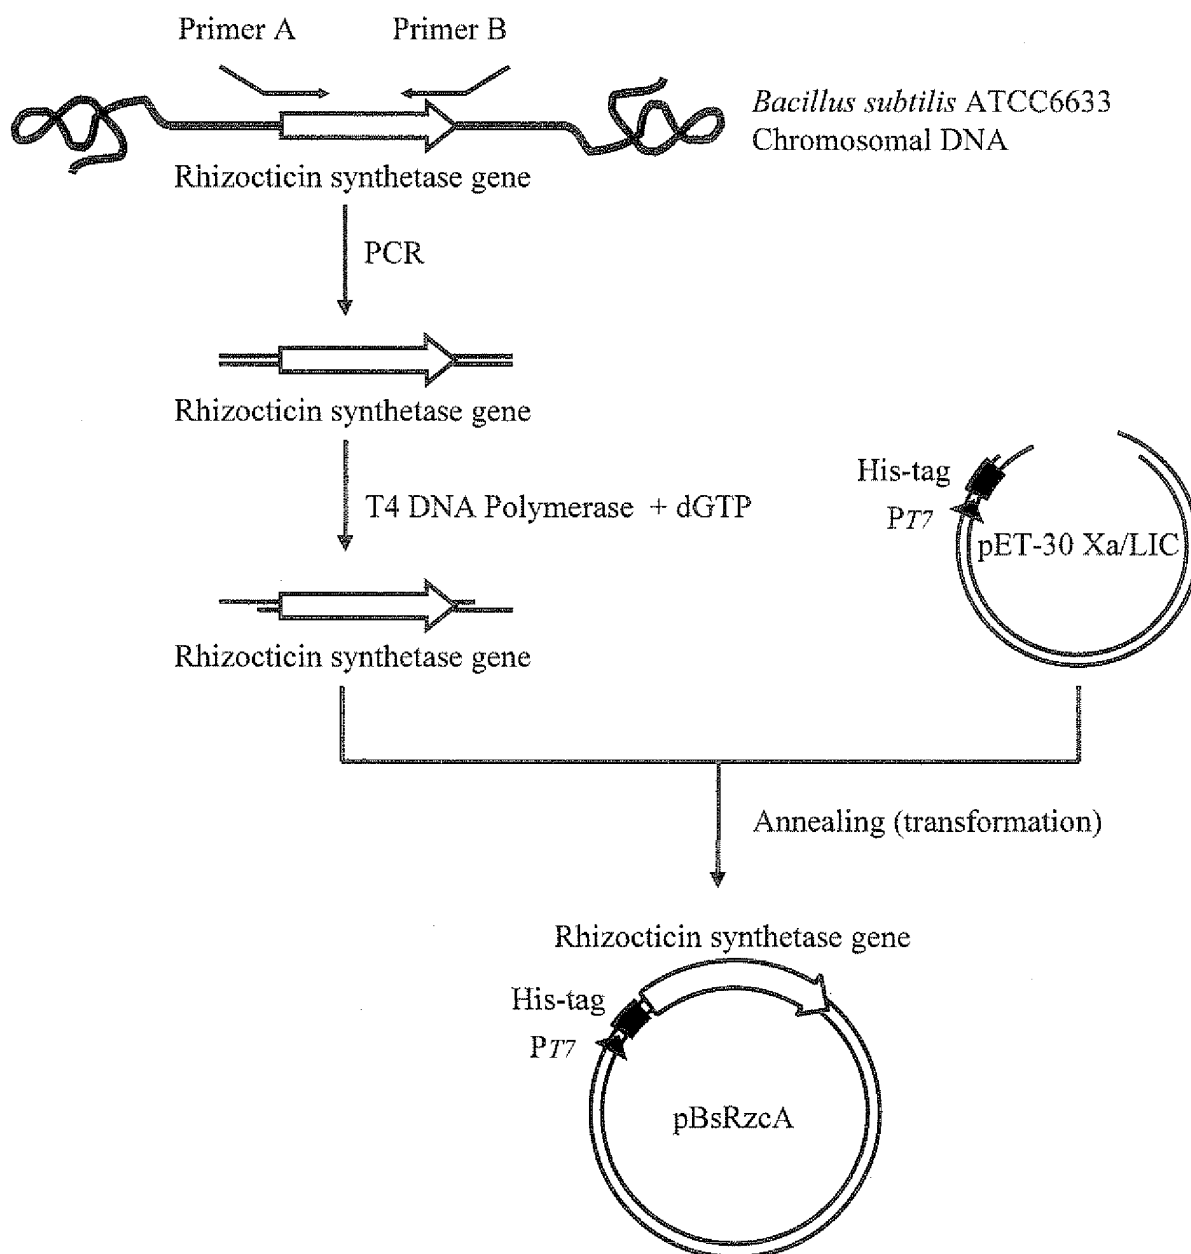 Primer A
Primer B
Bacillus subtilis ATCC6633
Chromosomal DNA
Rhizocticin synthetase gene
PCR
Rhizocticin synthetase gene
T4 DNA Polymerase + dGTP
His-tag
PT7
pET-30 Xa/LIC
Rhizocticin synthetase gene
Annealing (transformation)
Rhizocticin synthetase gene
His-tag
PT7
pBsRzcA